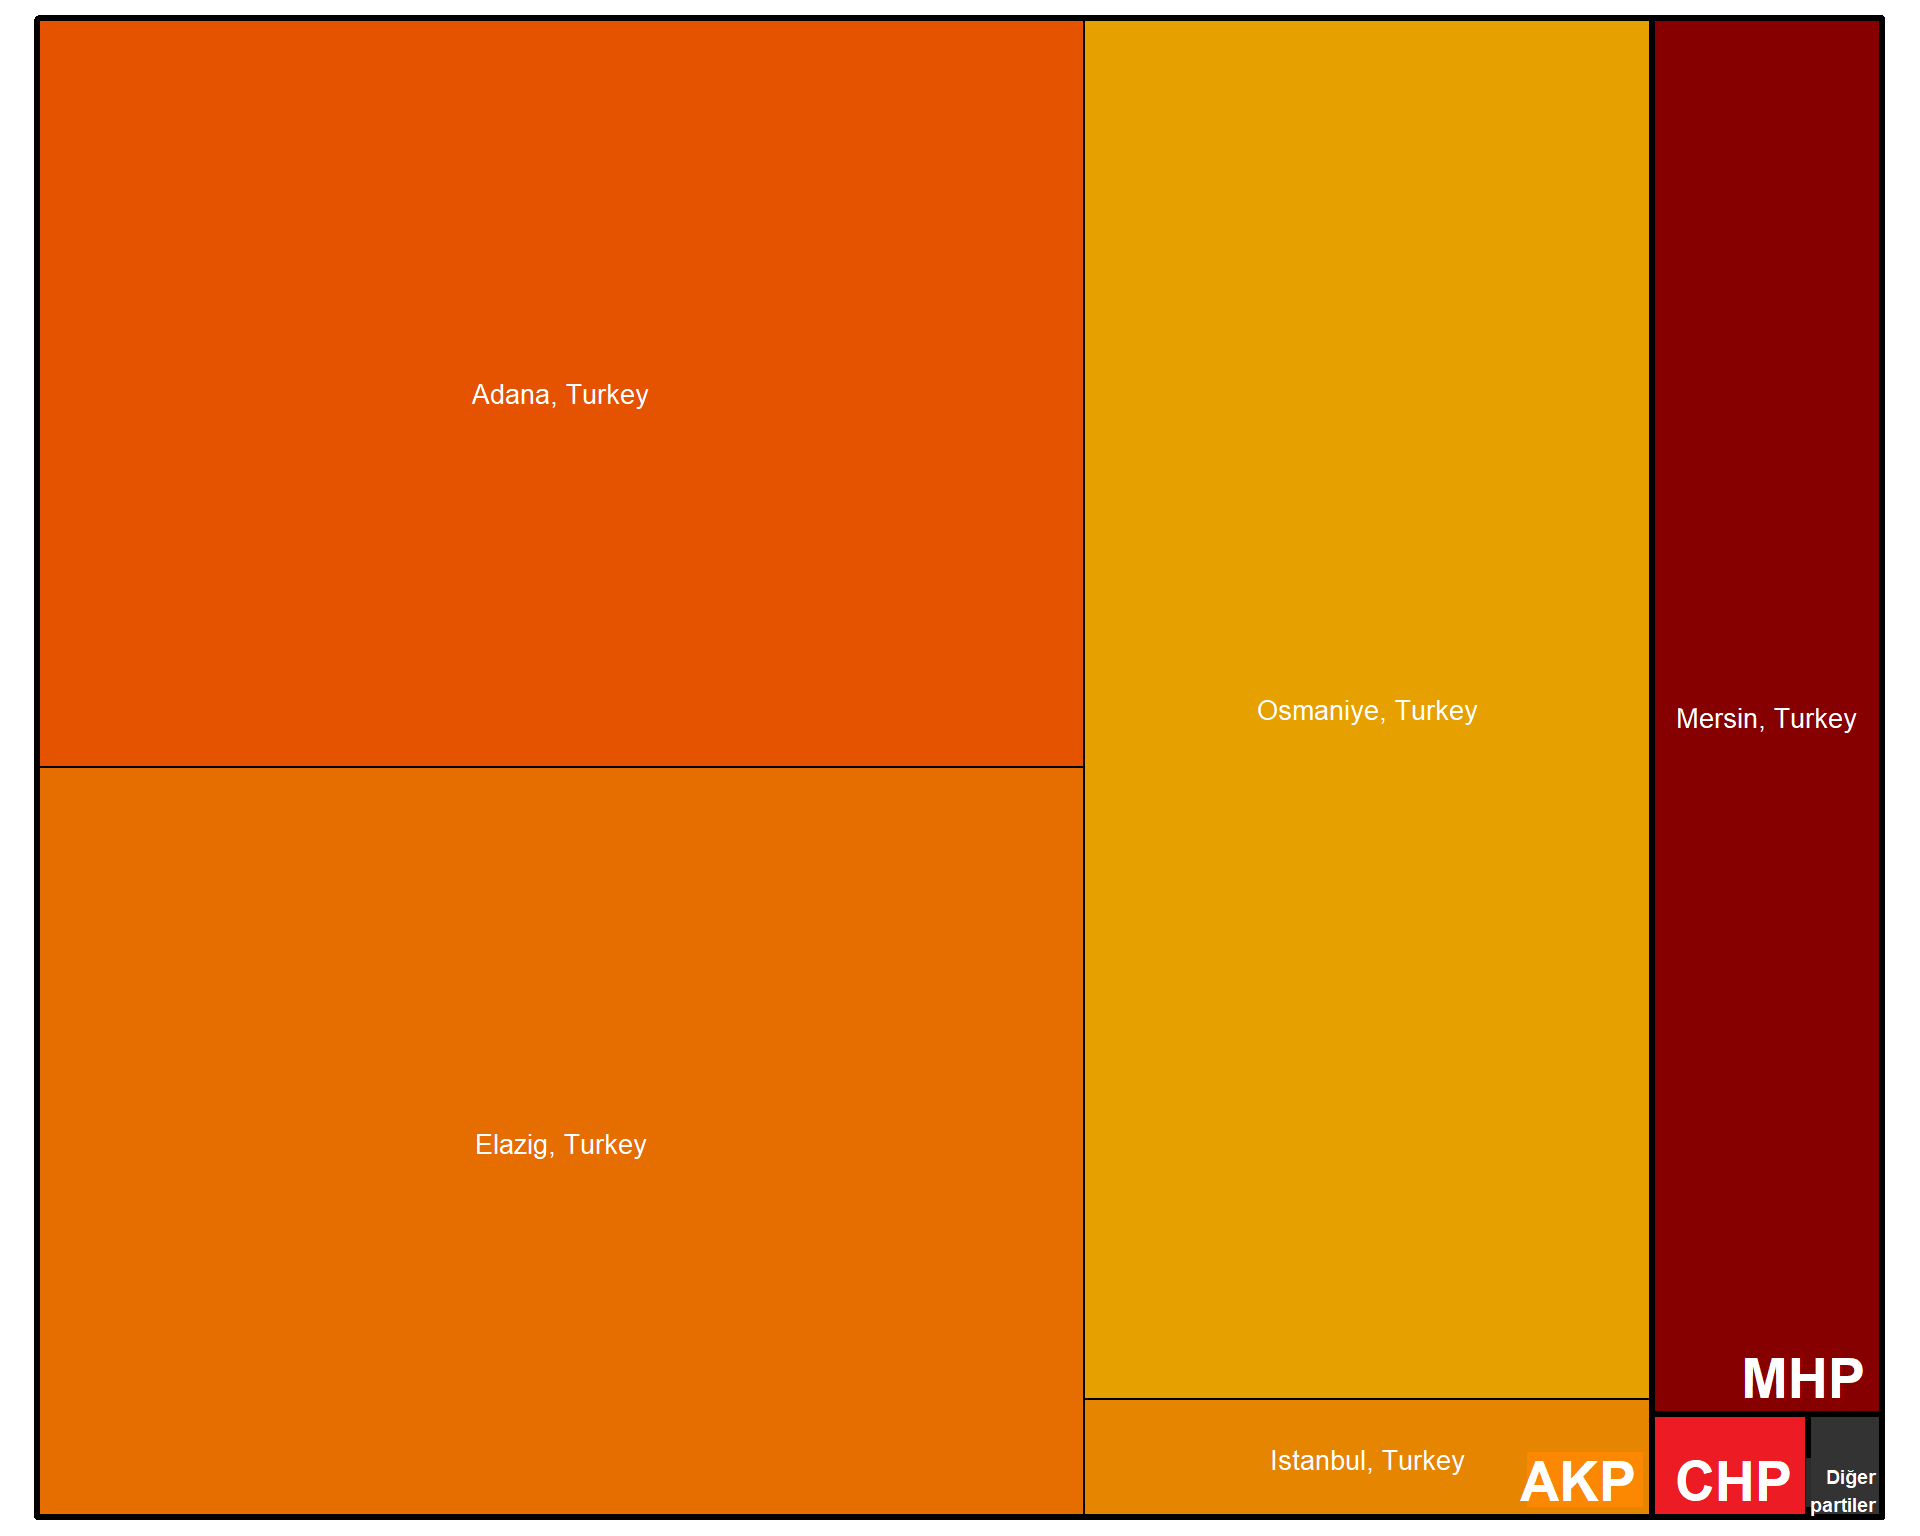 Adana, Turkey
Elazig, Turkey
Osmaniye, Turkey
Istanbul, Turkey
AKP
Mersin, Turkey
MHP
CHP
Diğer
partiler